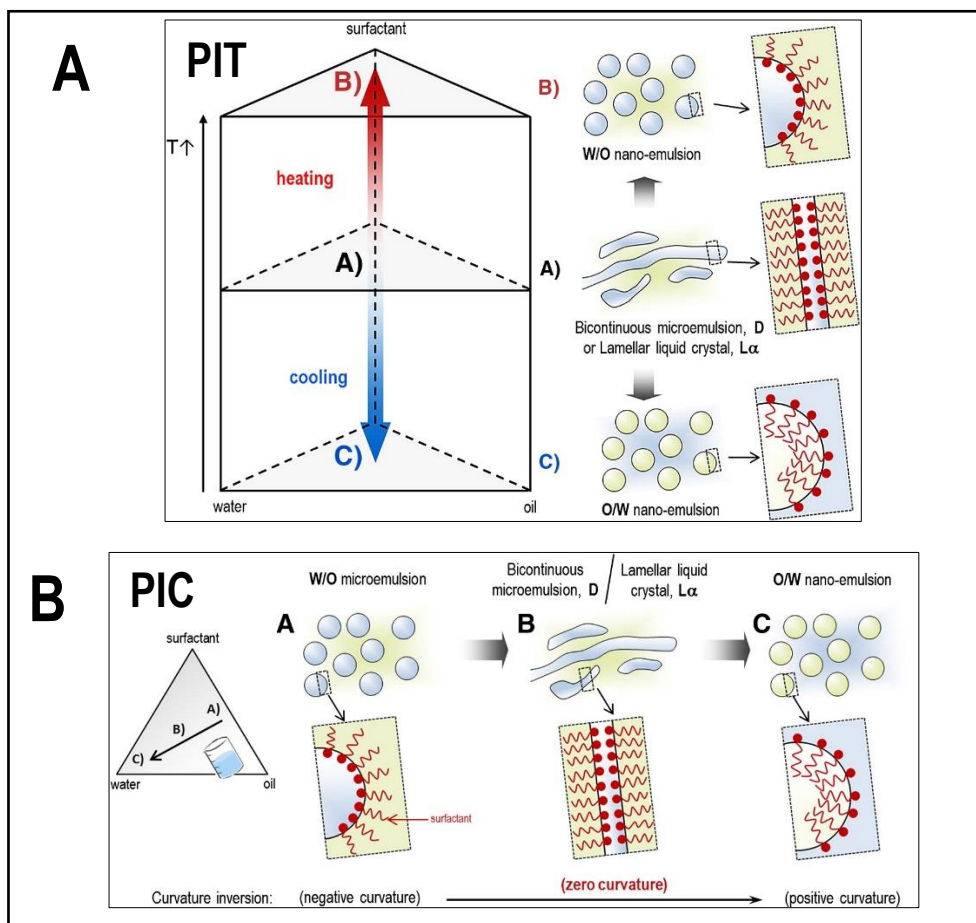 A
PIT
surfactant
B)
T↑
heating
A)
cooling
C)
water
oil
B)
W/O nano-emulsion
A)
Bicontinuous microemulsion, D
or Lamellar liquid crystal, Lα
C)
O/W nano-emulsion
B
PIC
surfactant
A)
B)
C)
water
oil
W/O microemulsion
A
surfactant
Bicontinuous
microemulsion, D
Lamellar liquid
crystal, Lα
B
O/W nano-emulsion
C
Curvature inversion:
(negative curvature)
(zero curvature)
(positive curvature)